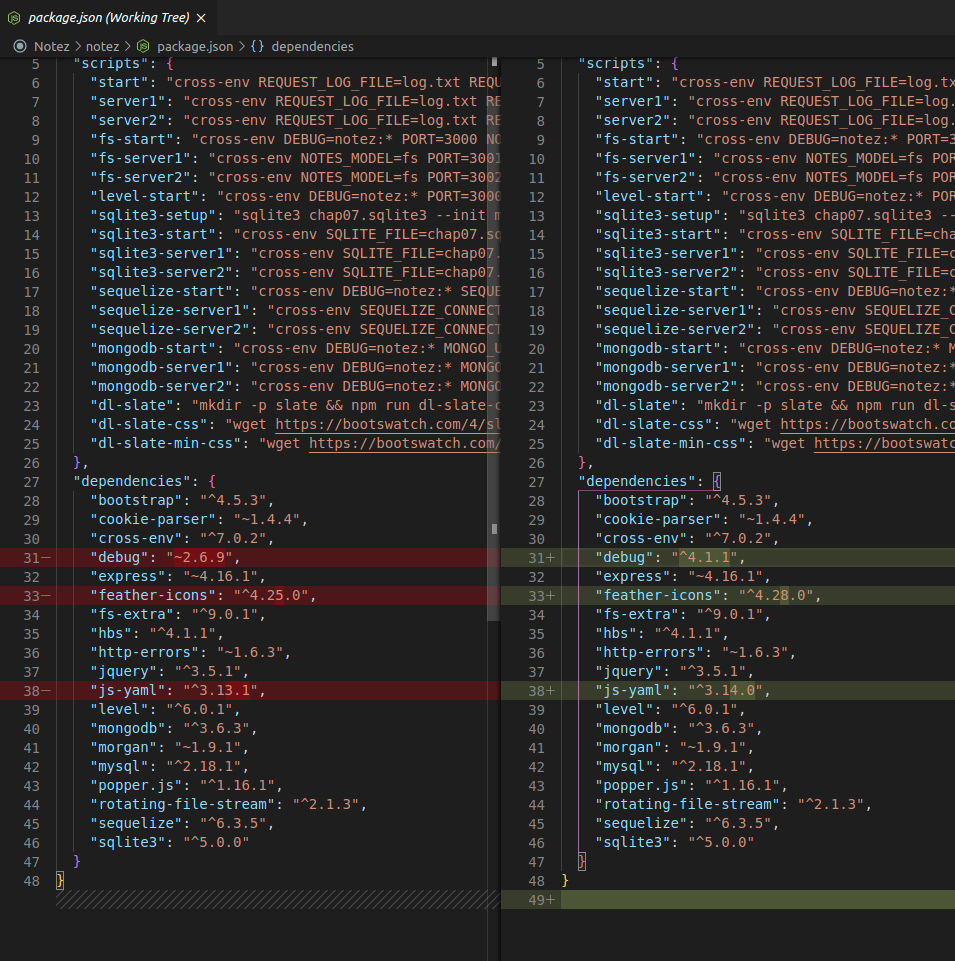 package.json (Working Tree)
Notez > notez > package.json > {} dependencies
5 "scripts": {
6 "start": "cross-env REQUEST_LOG_FILE=log.txt REQU
7 "server1": "cross-env REQUEST_LOG_FILE=log.txt RE
8 "server2": "cross-env REQUEST_LOG_FILE=log.txt RE
9 "fs-start": "cross-env DEBUG=notez:* PORT=3000 NO
10 "fs-server1": "cross-env NOTES_MODEL=fs PORT=3001
11 "fs-server2": "cross-env NOTES_MODEL=fs PORT=3002
12 "level-start": "cross-env DEBUG=notez:* PORT=3000
13 "sqlite3-setup": "sqlite3 chap07.sqlite3 --init m
14 "sqlite3-start": "cross-env SQLITE_FILE=chap07.sq
15 "sqlite3-server1": "cross-env SQLITE_FILE=chap07.
16 "sqlite3-server2": "cross-env SQLITE_FILE=chap07.
17 "sequelize-start": "cross-env DEBUG=notez:* SEQUE
18 "sequelize-server1": "cross-env SEQUELIZE_CONNECT
19 "sequelize-server2": "cross-env SEQUELIZE_CONNECT
20 "mongodb-start": "cross-env DEBUG=notez:* MONGO_U
21 "mongodb-server1": "cross-env DEBUG=notez:* MONGO
22 "mongodb-server2": "cross-env DEBUG=notez:* MONGO
23 "dl-slate": "mkdir -p slate && npm run dl-slate-c
24 "dl-slate-css": "wget https://bootswatch.com/4/sl
25 "dl-slate-min-css": "wget https://bootswatch.com/
26 },
27 "dependencies": {
28 "bootstrap": "^4.5.3",
29 "cookie-parser": "~1.4.4",
30 "cross-env": "^7.0.2",
31− "debug": "~2.6.9",
32 "express": "~4.16.1",
33− "feather-icons": "^4.25.0",
34 "fs-extra": "^9.0.1",
35 "hbs": "^4.1.1",
36 "http-errors": "~1.6.3",
37 "jquery": "^3.5.1",
38− "js-yaml": "^3.13.1",
39 "level": "^6.0.1",
40 "mongodb": "^3.6.3",
41 "morgan": "~1.9.1",
42 "mysql": "^2.18.1",
43 "popper.js": "^1.16.1",
44 "rotating-file-stream": "^2.1.3",
45 "sequelize": "^6.3.5",
46 "sqlite3": "^5.0.0"
47 }
48 }
5 "scripts": {
6 "start": "cross-env REQUEST_LOG_FILE=log.tx
7 "server1": "cross-env REQUEST_LOG_FILE=log.
8 "server2": "cross-env REQUEST_LOG_FILE=log.
9 "fs-start": "cross-env DEBUG=notez:* PORT=3
10 "fs-server1": "cross-env NOTES_MODEL=fs POR
11 "fs-server2": "cross-env NOTES_MODEL=fs POR
12 "level-start": "cross-env DEBUG=notez:* POR
13 "sqlite3-setup": "sqlite3 chap07.sqlite3 --
14 "sqlite3-start": "cross-env SQLITE_FILE=cha
15 "sqlite3-server1": "cross-env SQLITE_FILE=c
16 "sqlite3-server2": "cross-env SQLITE_FILE=c
17 "sequelize-start": "cross-env DEBUG=notez:*
18 "sequelize-server1": "cross-env SEQUELIZE_C
19 "sequelize-server2": "cross-env SEQUELIZE_C
20 "mongodb-start": "cross-env DEBUG=notez:* M
21 "mongodb-server1": "cross-env DEBUG=notez:*
22 "mongodb-server2": "cross-env DEBUG=notez:*
23 "dl-slate": "mkdir -p slate && npm run dl-s
24 "dl-slate-css": "wget https://bootswatch.co
25 "dl-slate-min-css": "wget https://bootswatc
26 },
27 "dependencies": {
28 "bootstrap": "^4.5.3",
29 "cookie-parser": "~1.4.4",
30 "cross-env": "^7.0.2",
31+ "debug": "^4.1.1",
32 "express": "~4.16.1",
33+ "feather-icons": "^4.28.0",
34 "fs-extra": "^9.0.1",
35 "hbs": "^4.1.1",
36 "http-errors": "~1.6.3",
37 "jquery": "^3.5.1",
38+ "js-yaml": "^3.14.0",
39 "level": "^6.0.1",
40 "mongodb": "^3.6.3",
41 "morgan": "~1.9.1",
42 "mysql": "^2.18.1",
43 "popper.js": "^1.16.1",
44 "rotating-file-stream": "^2.1.3",
45 "sequelize": "^6.3.5",
46 "sqlite3": "^5.0.0"
47 }
48 }
49+